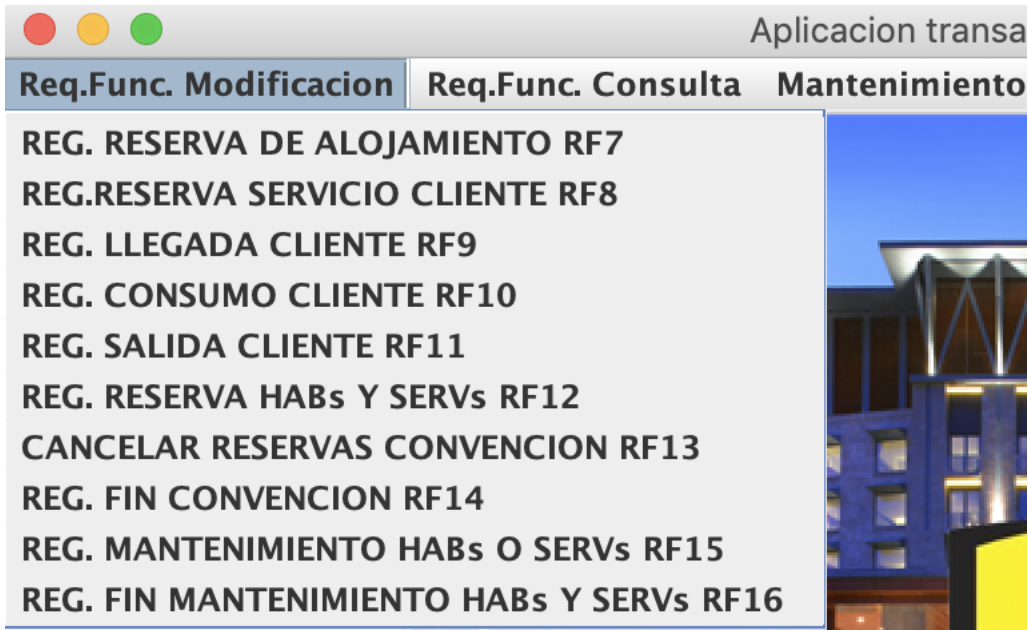 Aplicacion transa
Req.Func. Modificacion Req.Func. Consulta Mantenimiento
REG. RESERVA DE ALOJAMIENTO RF7
REG.RESERVA SERVICIO CLIENTE RF8
REG. LLEGADA CLIENTE RF9
REG. CONSUMO CLIENTE RF10
REG. SALIDA CLIENTE RF11
REG. RESERVA HABs Y SERVs RF12
CANCELAR RESERVAS CONVENCION RF13
REG. FIN CONVENCION RF14
REG. MANTENIMIENTO HABs O SERVs RF15
REG. FIN MANTENIMIENTO HABs Y SERVs RF16